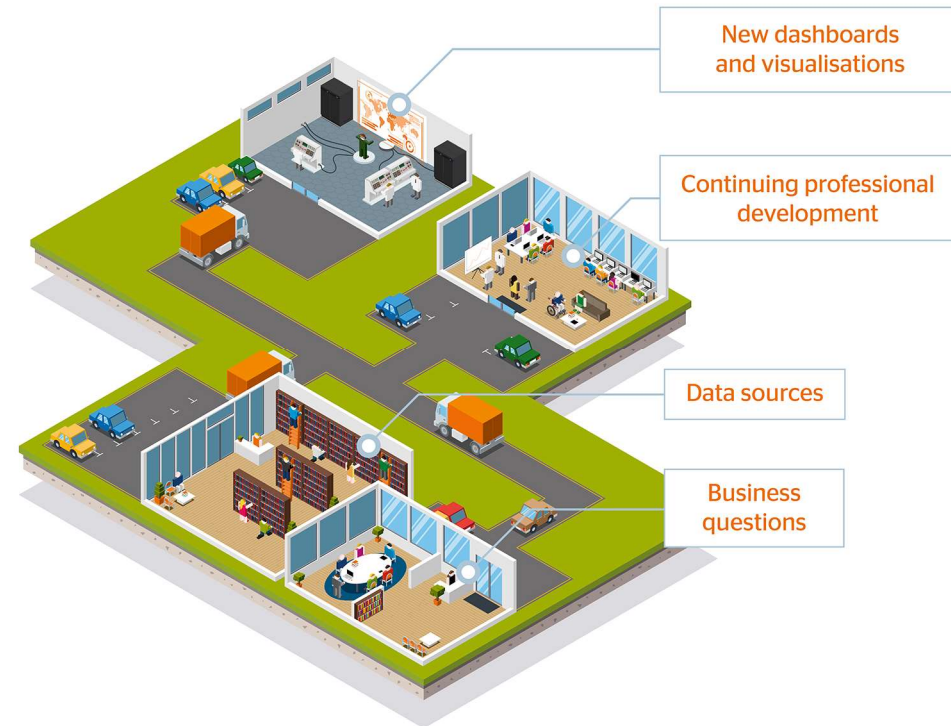 New dashboards
and visualisations
Continuing professional
development
Data sources
Business
questions